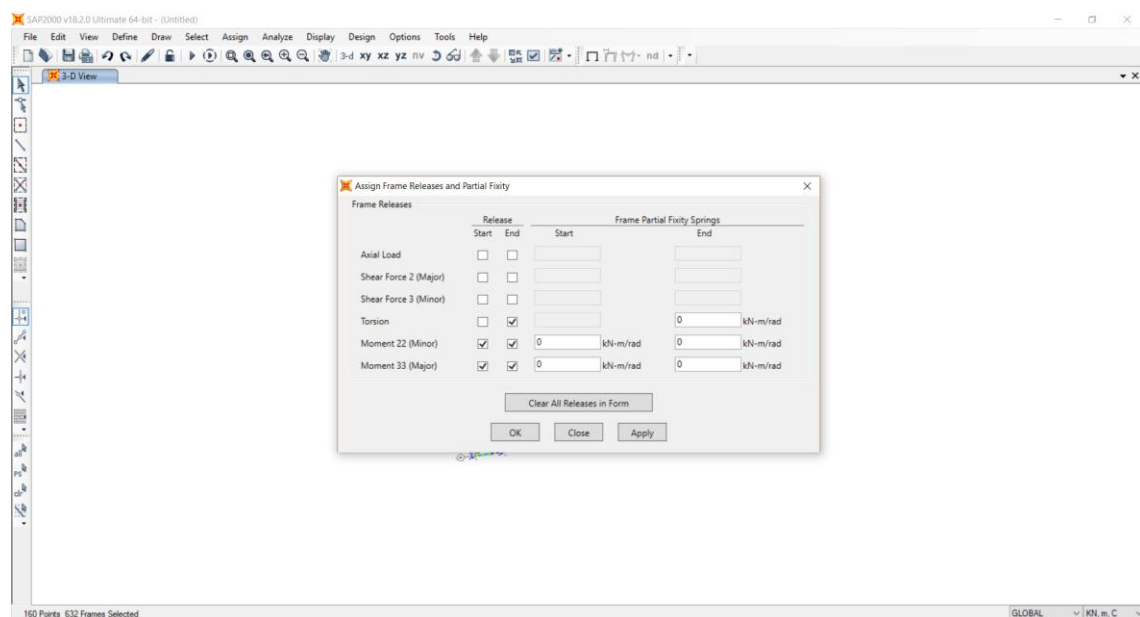 SAP2000 v18.2.0 Ultimate 64-bit - (Untitled)
File Edit View Define Draw Select Assign Analyze Display Design Options Tools Help
3-d xy xz yz nv nd
3-D View
Assign Frame Releases and Partial Fixity
Frame Releases
Release Frame Partial Fixity Springs
Start End Start End
Axial Load
Shear Force 2 (Major)
Shear Force 3 (Minor)
Torsion 0 kN-m/rad
Moment 22 (Minor) 0 kN-m/rad 0 kN-m/rad
Moment 33 (Major) 0 kN-m/rad 0 kN-m/rad
Clear All Releases in Form
OK Close Apply
all
PS
clr
160 Points 632 Frames Selected GLOBAL KN, m, C